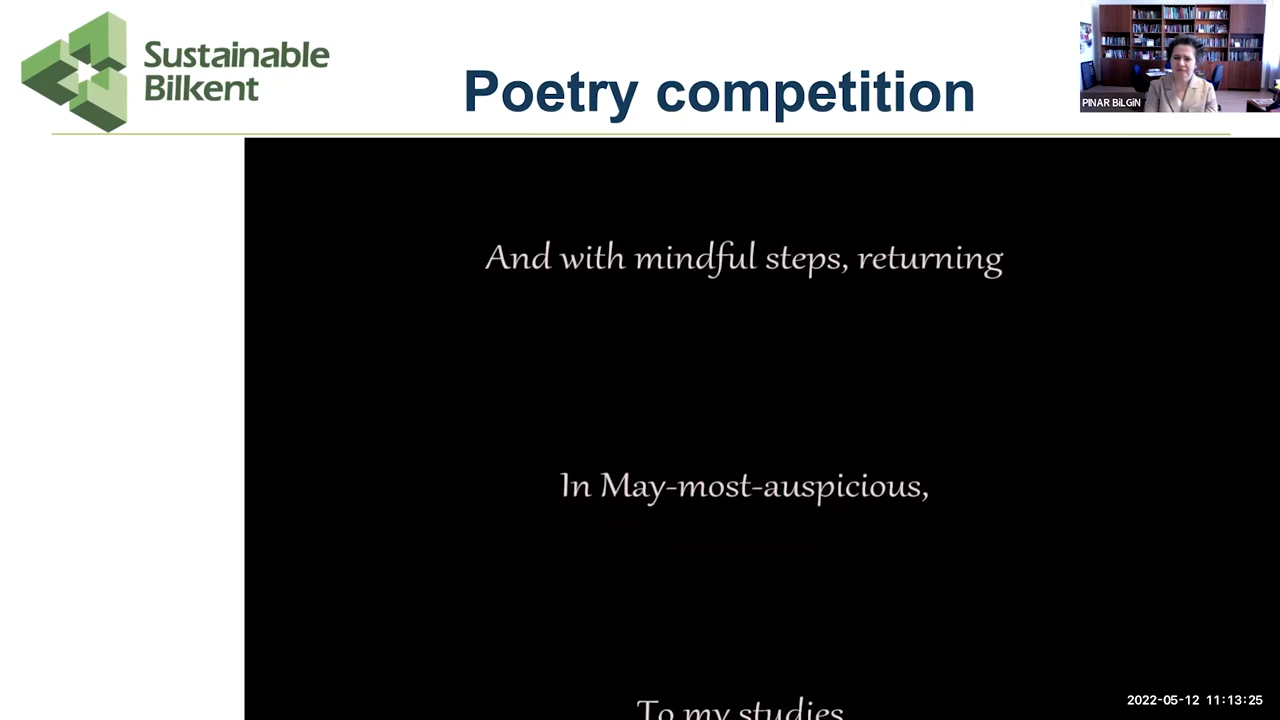 Sustainable
Bilkent
Poetry competition
PINAR BiLGiN
And with mindful steps, returning
In May-most-auspicious,
To my studies
2022-05-12 11:13:25